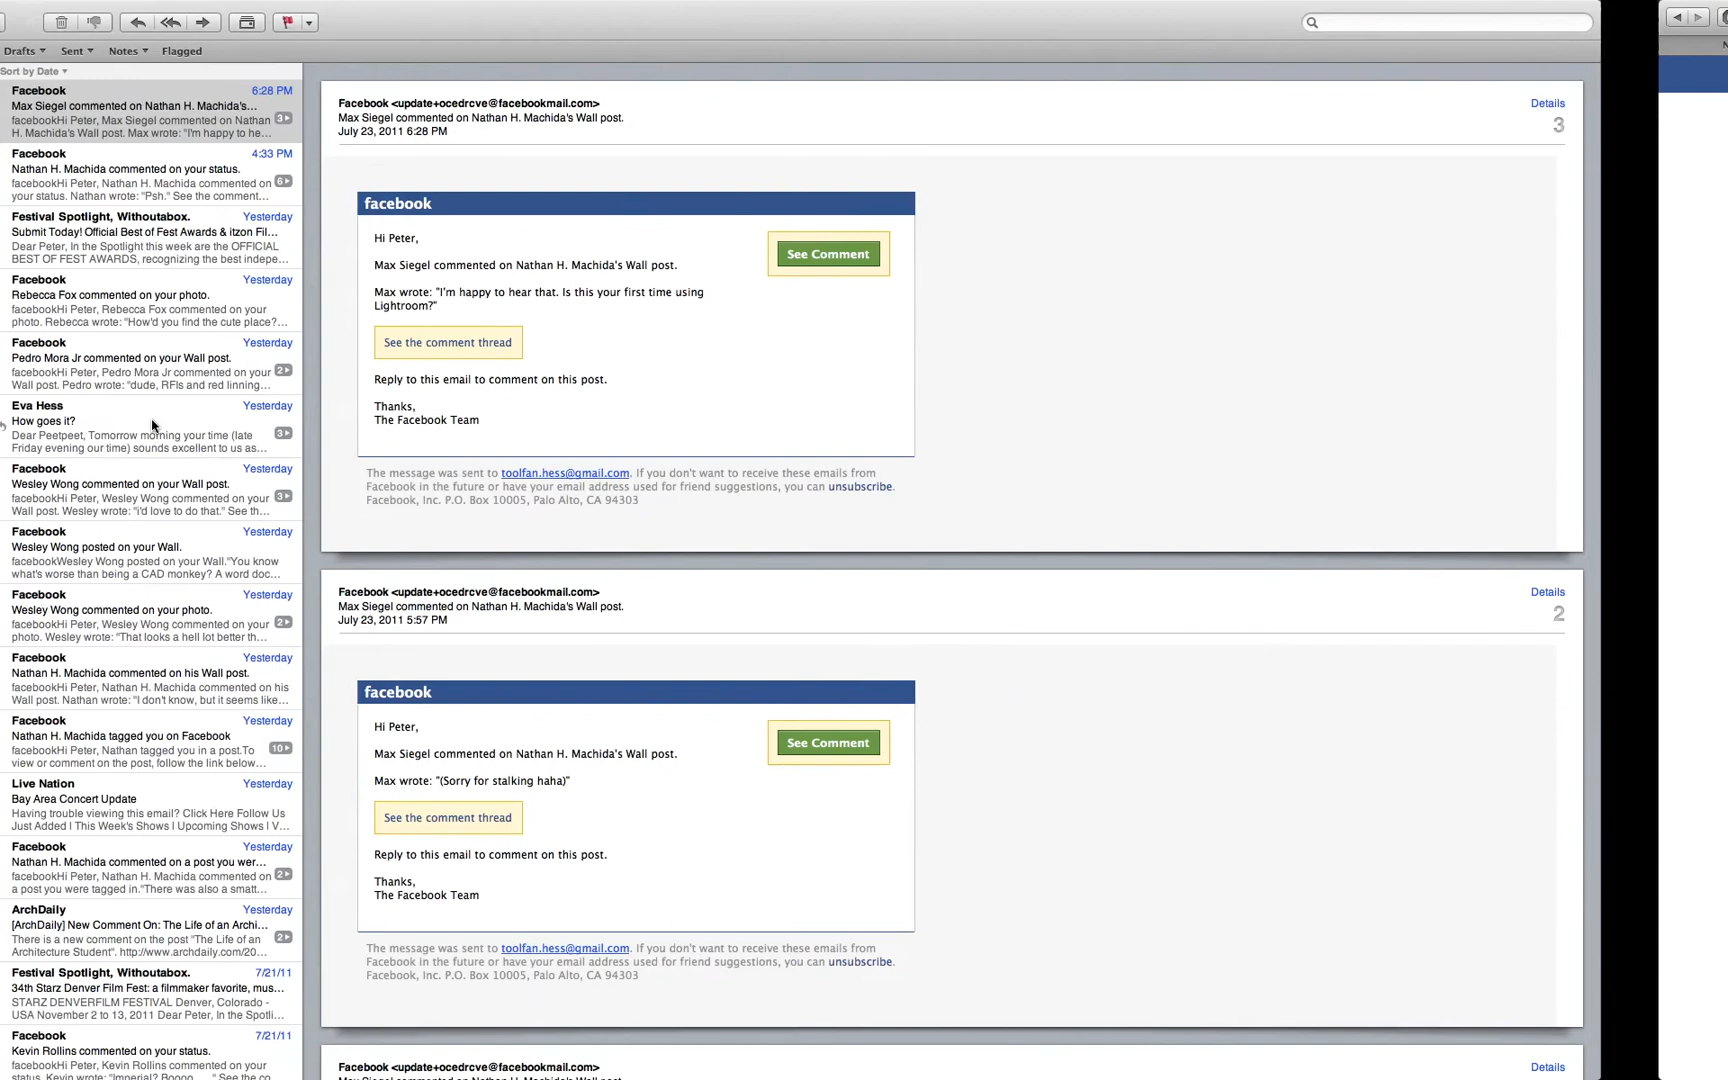 Drafts
Sent
Notes
Flagged
Sort by Date
Facebook 6:28 PM
Max Siegel commented on Nathan H. Machida's...
facebookHi Peter, Max Siegel commented on Nathan
H. Machida's Wall post. Max wrote: "I'm happy to he...
3
Facebook 4:33 PM
Nathan H. Machida commented on your status.
facebookHi Peter, Nathan H. Machida commented on
your status. Nathan wrote: "Psh." See the comment...
6
Festival Spotlight, Withoutabox. Yesterday
Submit Today! Official Best of Fest Awards & itzon Fil...
Dear Peter, In the Spotlight this week are the OFFICIAL
BEST OF FEST AWARDS, recognizing the best indepe...
Facebook Yesterday
Rebecca Fox commented on your photo.
facebookHi Peter, Rebecca Fox commented on your
photo. Rebecca wrote: "How'd you find the cute place?...
Facebook Yesterday
Pedro Mora Jr commented on your Wall post.
facebookHi Peter, Pedro Mora Jr commented on your
Wall post. Pedro wrote: "dude, RFIs and red linning...
2
Eva Hess Yesterday
How goes it?
Dear Peetpeet, Tomorrow morning your time (late
Friday evening our time) sounds excellent to us as...
3
Facebook Yesterday
Wesley Wong commented on your Wall post.
facebookHi Peter, Wesley Wong commented on your
Wall post. Wesley wrote: "i'd love to do that." See th...
3
Facebook Yesterday
Wesley Wong posted on your Wall.
facebookWesley Wong posted on your Wall."You know
what's worse than being a CAD monkey? A word doc...
Facebook Yesterday
Wesley Wong commented on your photo.
facebookHi Peter, Wesley Wong commented on your
photo. Wesley wrote: "That looks a hell lot better th...
2
Facebook Yesterday
Nathan H. Machida commented on his Wall post.
facebookHi Peter, Nathan H. Machida commented on his
Wall post. Nathan wrote: "I don't know, but it seems like...
Facebook Yesterday
Nathan H. Machida tagged you on Facebook
facebookHi Peter, Nathan tagged you in a post.To
view or comment on the post, follow the link below...
10
Live Nation Yesterday
Bay Area Concert Update
Having trouble viewing this email? Click Here Follow Us
Just Added | This Week's Shows | Upcoming Shows | V...
Facebook Yesterday
Nathan H. Machida commented on a post you wer...
facebookHi Peter, Nathan H. Machida commented on
a post you were tagged in."There was also a smatt...
2
ArchDaily Yesterday
[ArchDaily] New Comment On: The Life of an Archi...
There is a new comment on the post "The Life of an
Architecture Student". http://www.archdaily.com/20...
2
Festival Spotlight, Withoutabox. 7/21/11
34th Starz Denver Film Fest: a filmmaker favorite, mus...
STARZ DENVERFILM FESTIVAL Denver, Colorado -
USA November 2 to 13, 2011 Dear Peter, In the Spotli...
Facebook 7/21/11
Kevin Rollins commented on your status.
facebookHi Peter, Kevin Rollins commented on your
status. Kevin wrote: "Imperial? Boooo..... " See the co...
Facebook <update+ocedrcve@facebookmail.com> Details
Max Siegel commented on Nathan H. Machida's Wall post.
July 23, 2011 6:28 PM
3
facebook
Hi Peter,
See Comment
Max Siegel commented on Nathan H. Machida's Wall post.
Max wrote: "I'm happy to hear that. Is this your first time using
Lightroom?"
See the comment thread
Reply to this email to comment on this post.
Thanks,
The Facebook Team
The message was sent to toolfan.hess@gmail.com. If you don't want to receive these emails from
Facebook in the future or have your email address used for friend suggestions, you can unsubscribe.
Facebook, Inc. P.O. Box 10005, Palo Alto, CA 94303
Facebook <update+ocedrcve@facebookmail.com> Details
Max Siegel commented on Nathan H. Machida's Wall post.
July 23, 2011 5:57 PM
2
facebook
Hi Peter,
See Comment
Max Siegel commented on Nathan H. Machida's Wall post.
Max wrote: "(Sorry for stalking haha)"
See the comment thread
Reply to this email to comment on this post.
Thanks,
The Facebook Team
The message was sent to toolfan.hess@gmail.com. If you don't want to receive these emails from
Facebook in the future or have your email address used for friend suggestions, you can unsubscribe.
Facebook, Inc. P.O. Box 10005, Palo Alto, CA 94303
Facebook <update+ocedrcve@facebookmail.com> Details
Max Siegel commented on Nathan H. Machida's Wall post.